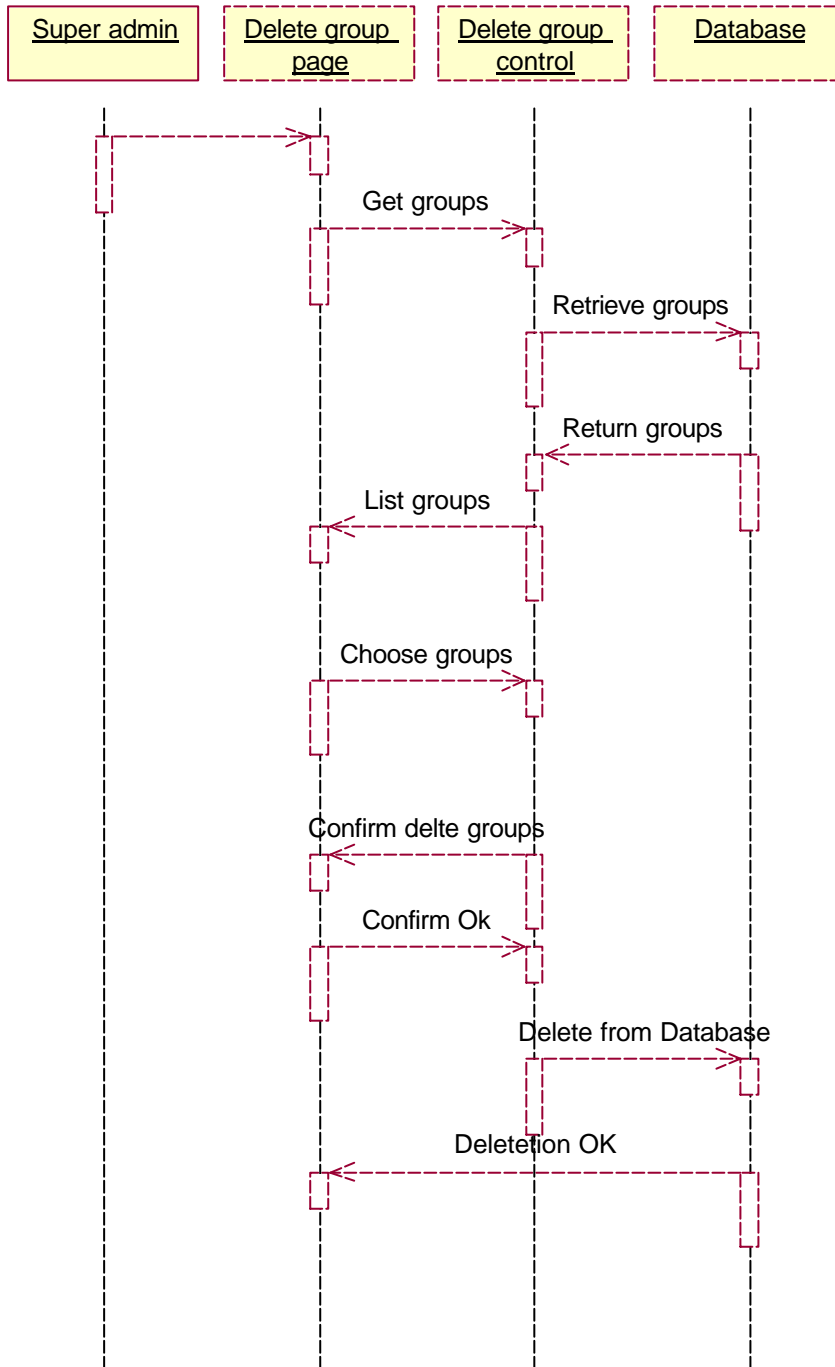 Super admin
Delete group
page
Delete group
control
Database
Get groups
Retrieve groups
Return groups
List groups
Choose groups
Confirm delte groups
Confirm Ok
Delete from Database
Deletetion OK